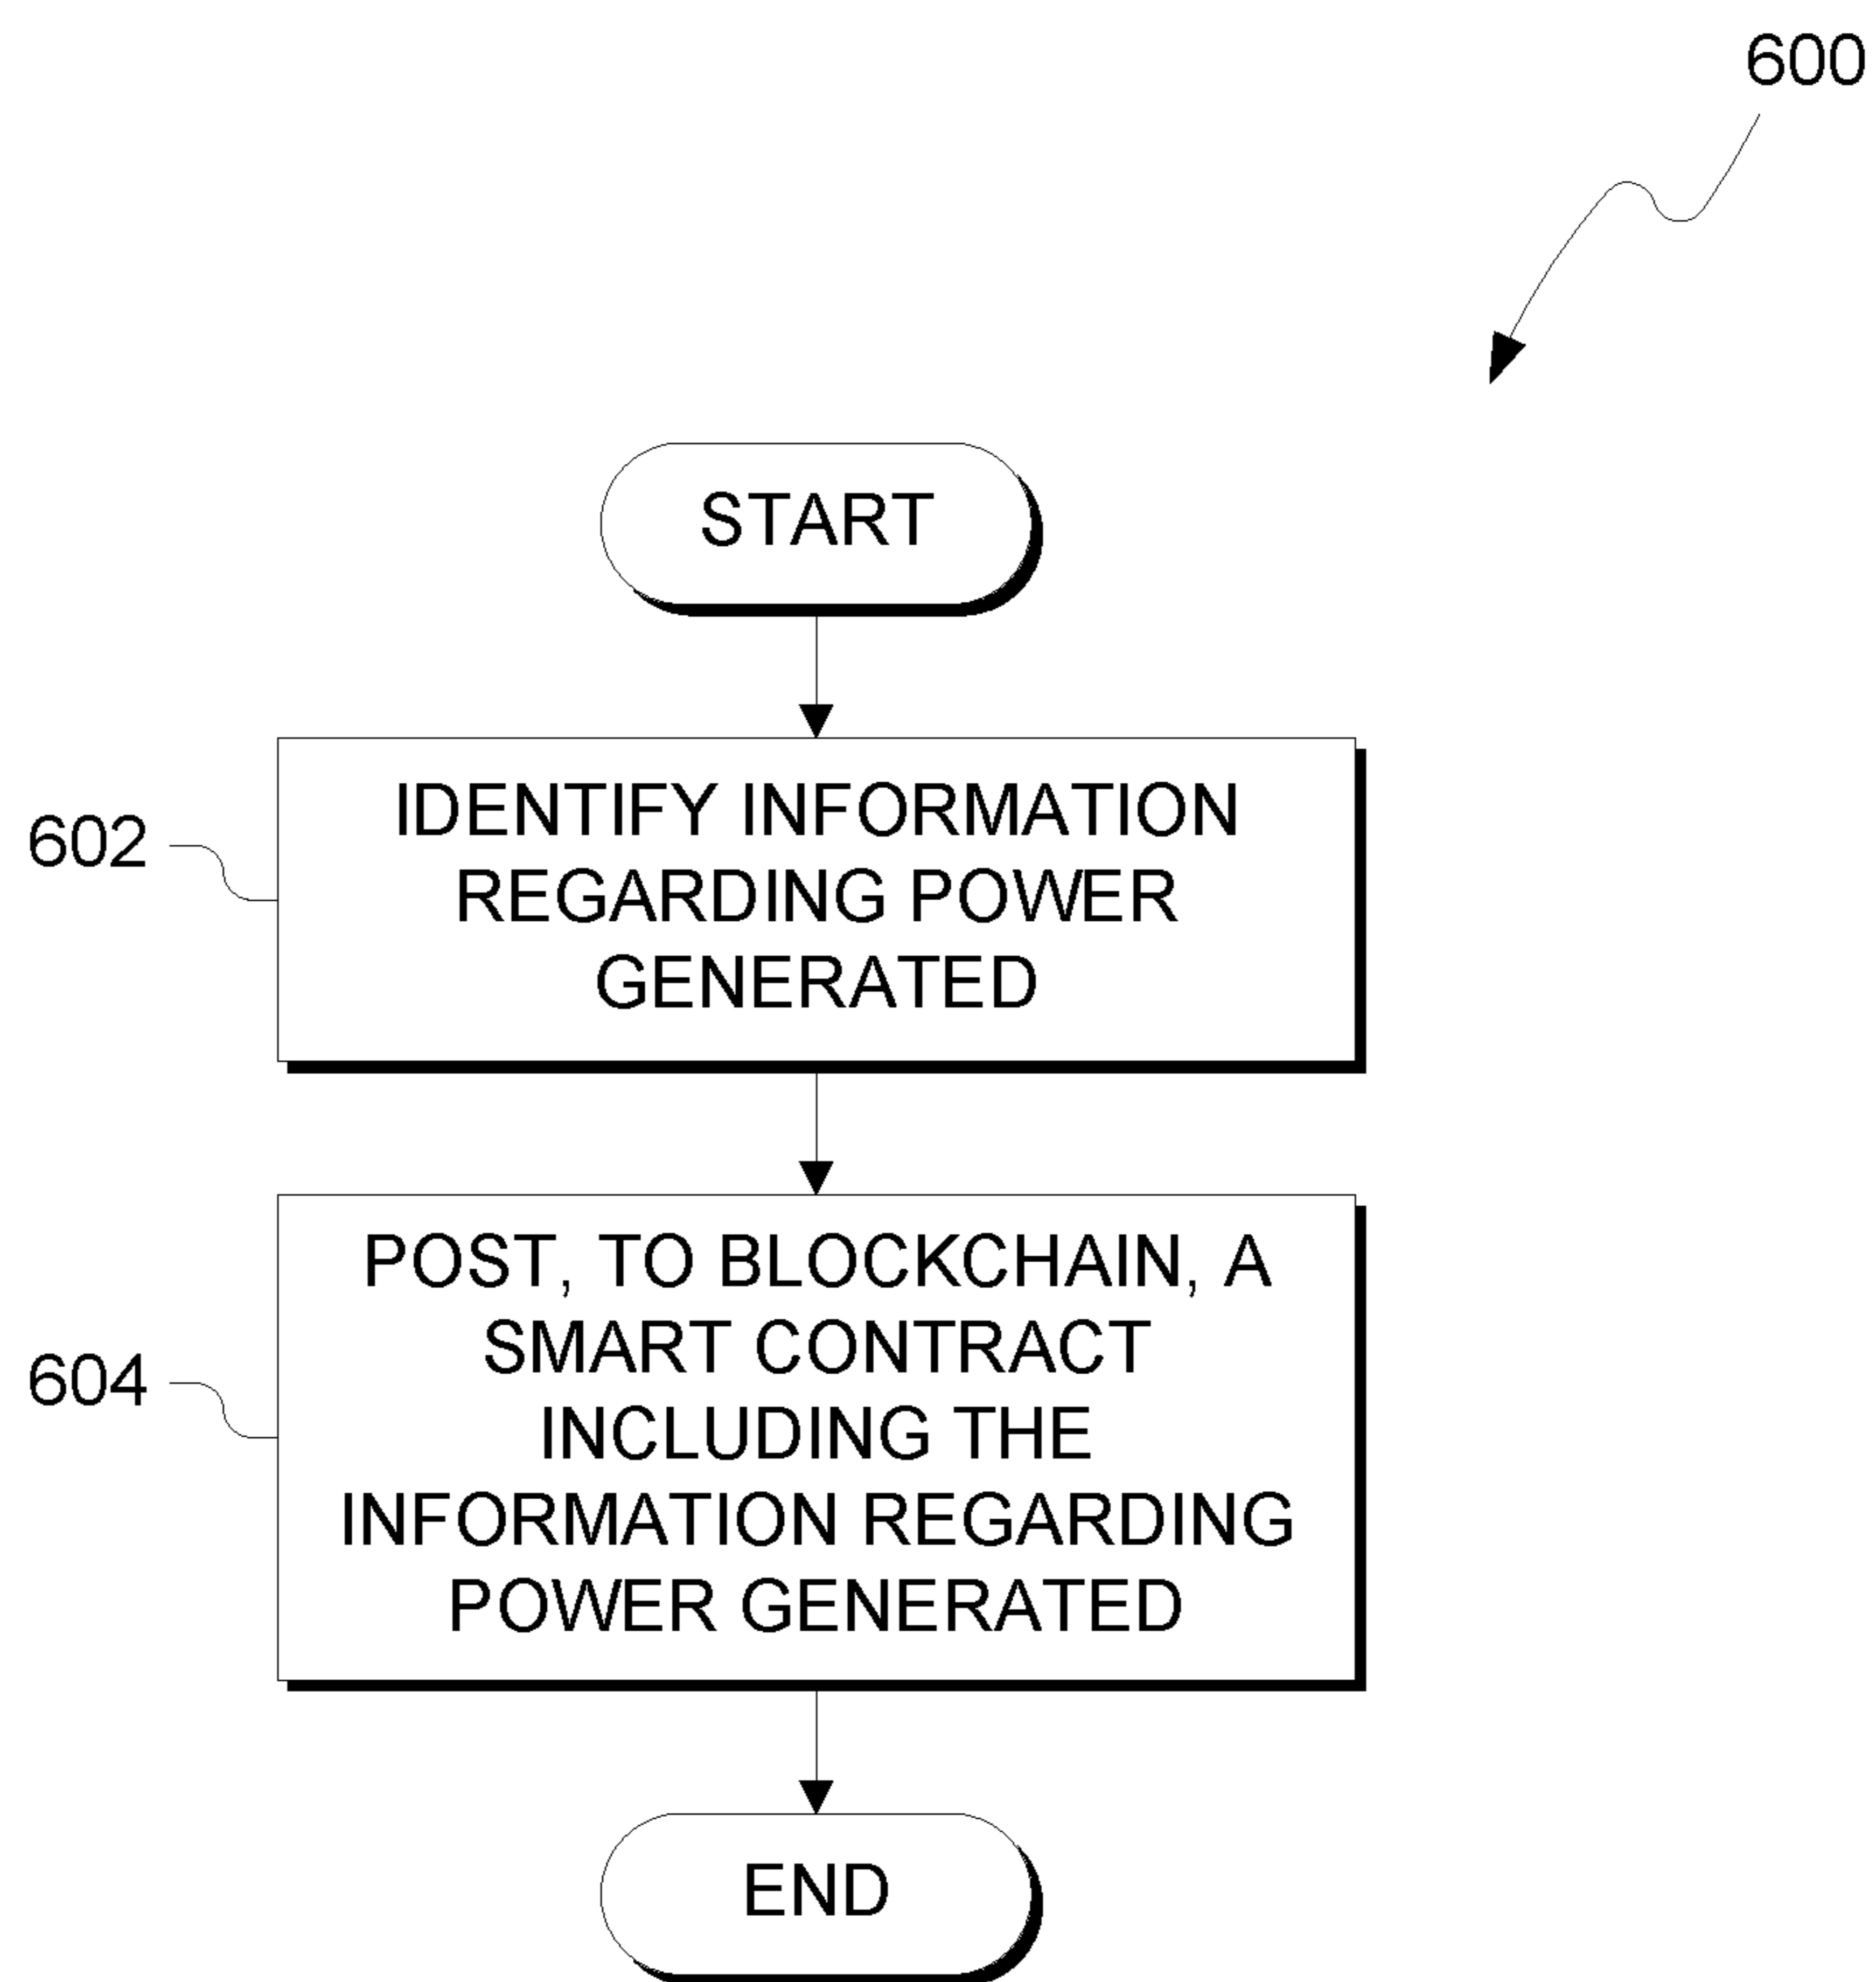 600
START
602
IDENTIFY INFORMATION
REGARDING POWER
GENERATED
604
POST, TO BLOCKCHAIN, A
SMART CONTRACT
INCLUDING THE
INFORMATION REGARDING
POWER GENERATED
END